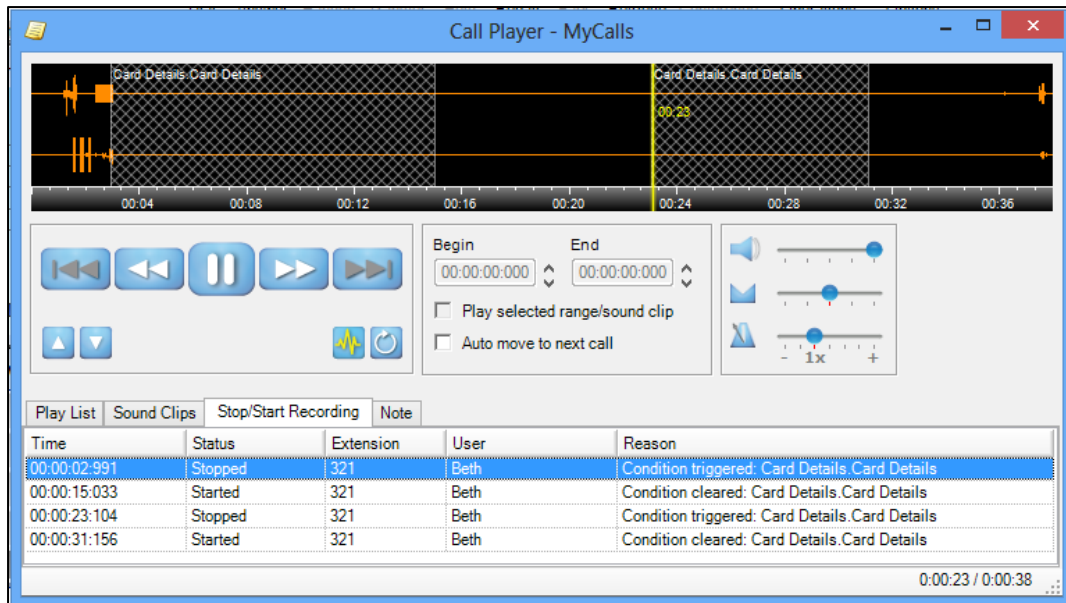 Call Player - MyCalls
Card Details.Card Details Card Details.Card Details
00:23
00:04 00:08 00:12 00:16 00:20 00:24 00:28 00:32 00:36
Begin End
00:00:00:000 00:00:00:000
Play selected range/sound clip
Auto move to next call
- 1x +
Play List Sound Clips Stop/Start Recording Note
Time Status Extension User Reason
00:00:02:991 Stopped 321 Beth Condition triggered: Card Details.Card Details
00:00:15:033 Started 321 Beth Condition cleared: Card Details.Card Details
00:00:23:104 Stopped 321 Beth Condition triggered: Card Details.Card Details
00:00:31:156 Started 321 Beth Condition cleared: Card Details.Card Details
0:00:23 / 0:00:38